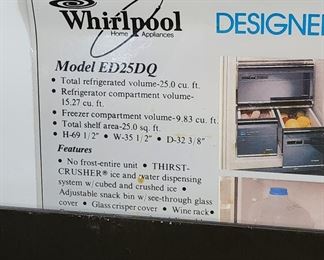 Whirlpool
Home Appliances
DESIGNE
Model ED25DQ
• Total refrigerated volume-25.0 cu. ft.
• Refrigerator compartment volume-
15.27 cu. ft.
• Freezer compartment volume-9.83 cu. ft.
• Total shelf area-25.0 sq. ft.
• H-69 1/2" • W-35 1/2" • D-32 3/8"
Features
• No frost-entire unit • THIRST-
CRUSHER® ice and water dispensing
system w/cubed and crushed ice •
Adjustable snack bin w/see-through glass
• Glass crisper cover • Wine rack